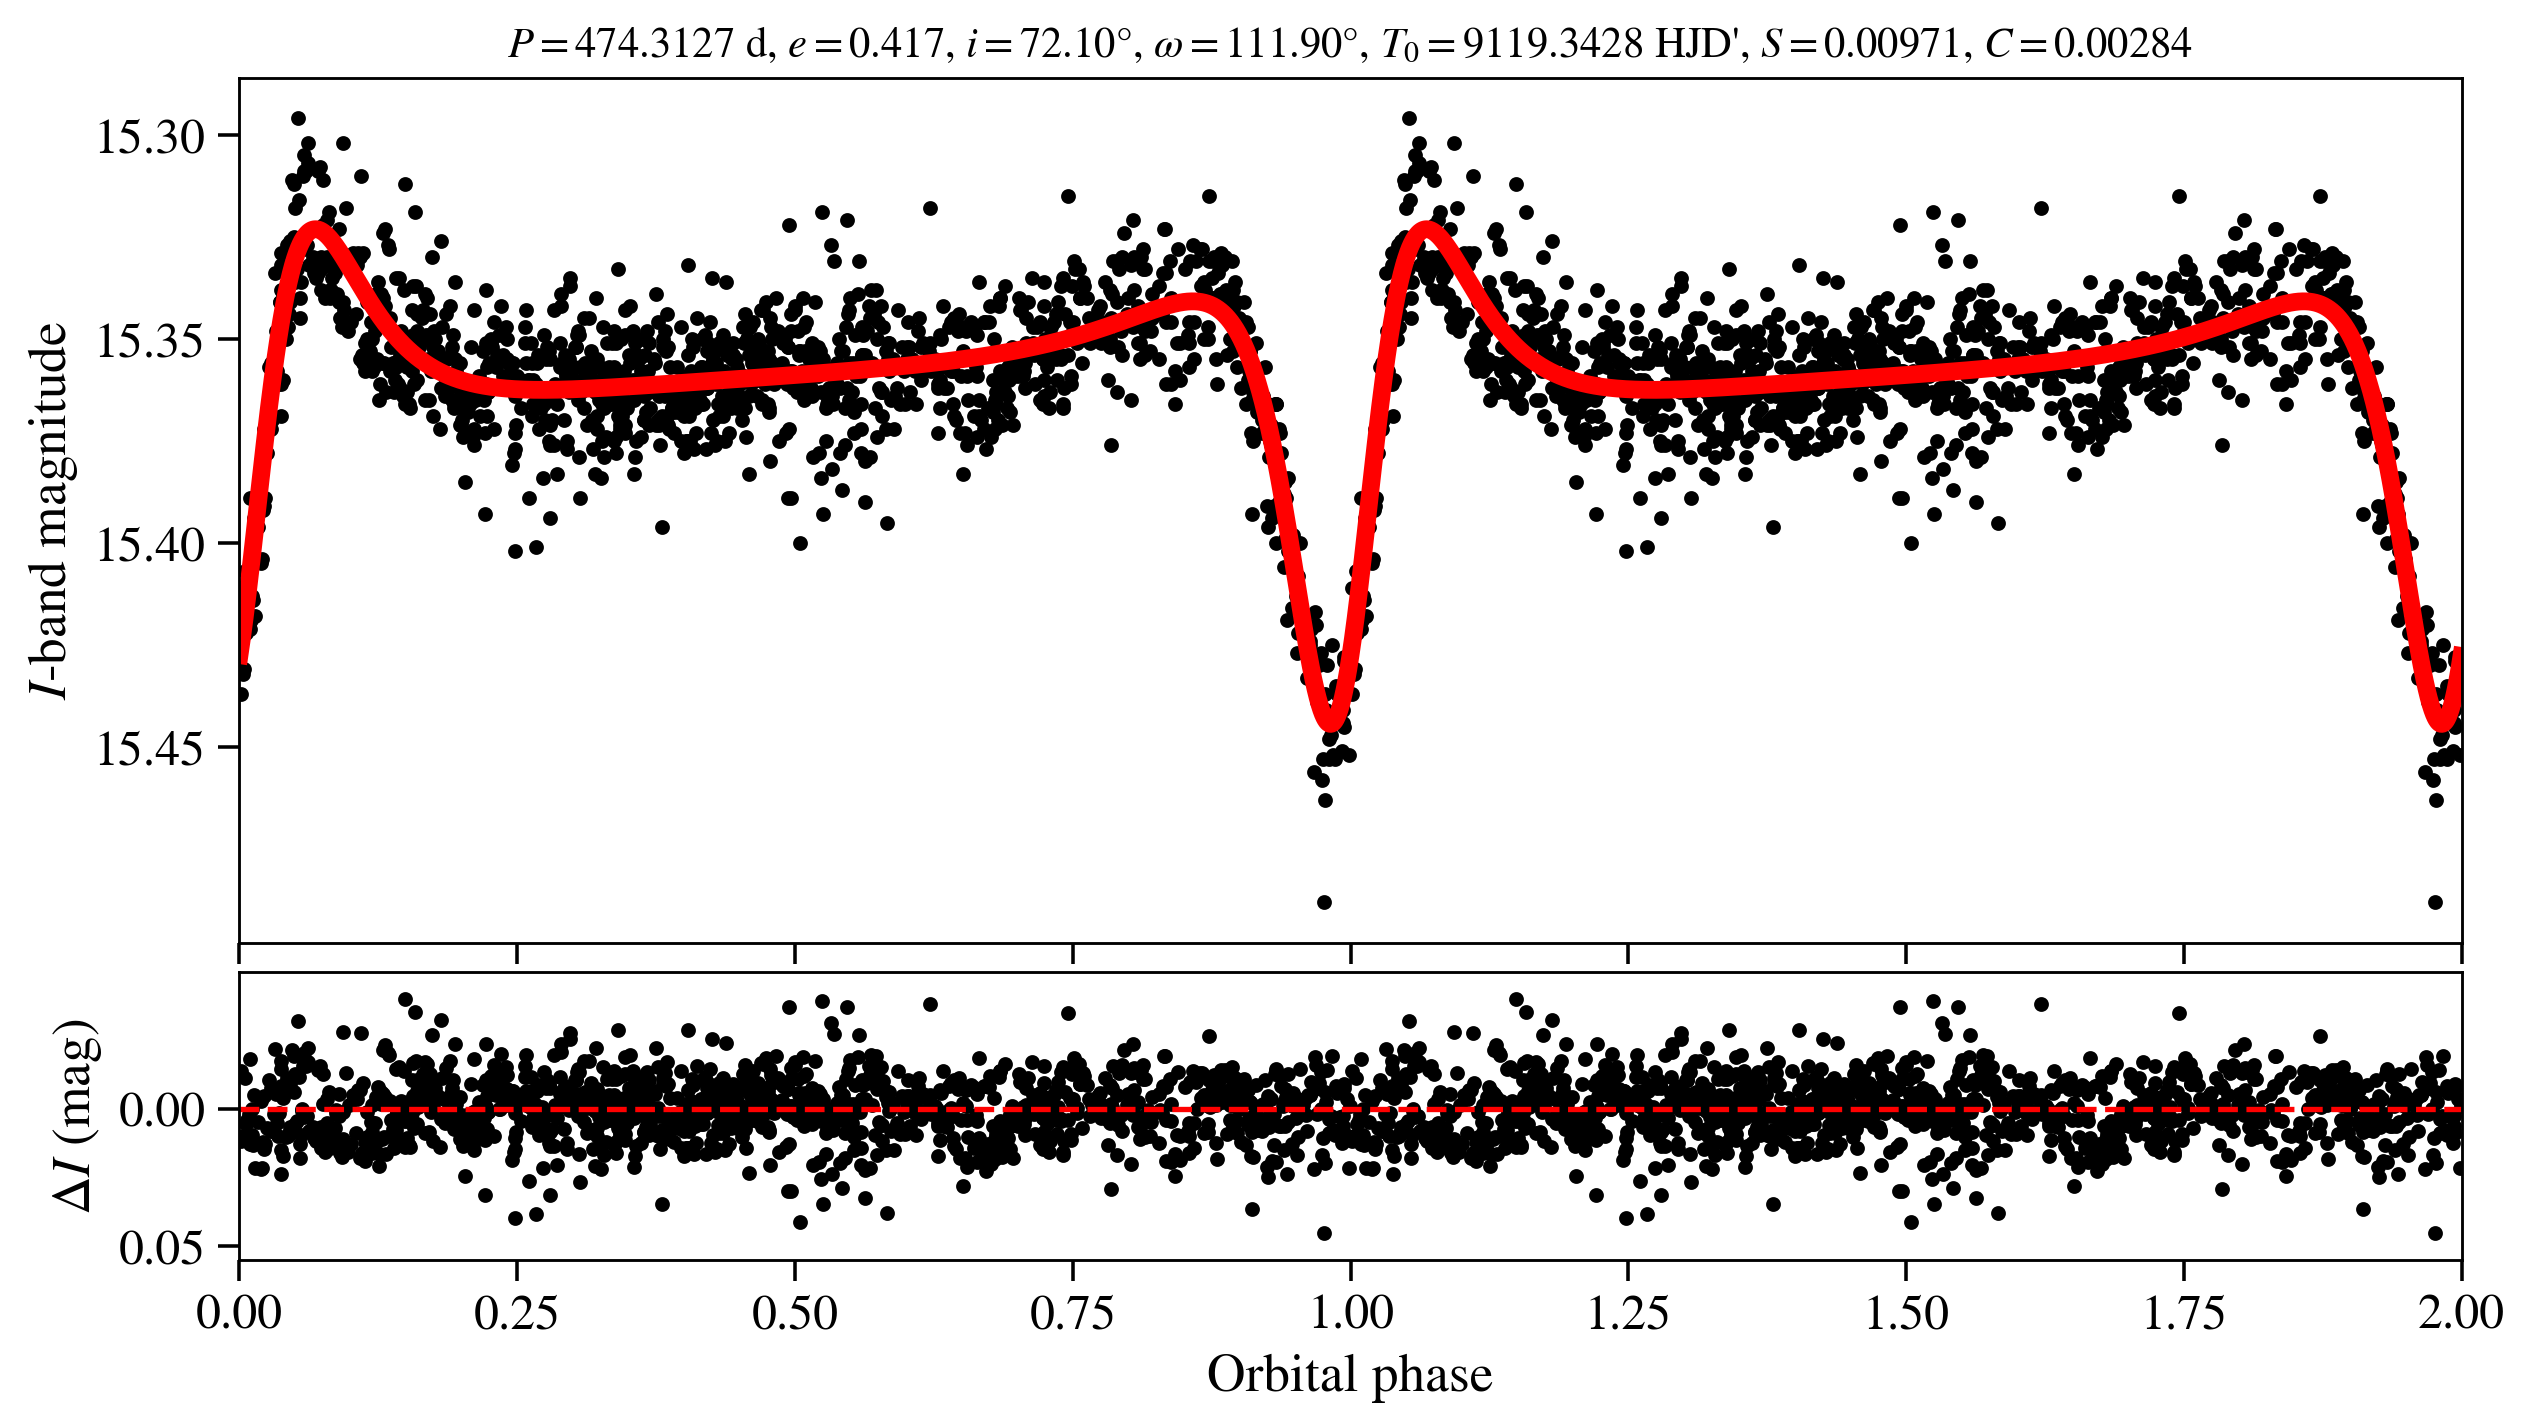 P = 474.3127 d, e = 0.417, i = 72.10°, ω = 111.90°, T₀ = 9119.3428 HJD', S = 0.00971, C = 0.00284
I-band magnitude
15.30
15.35
15.40
15.45
ΔI (mag)
0.00
0.05
0.00 0.25 0.50 0.75 1.00 1.25 1.50 1.75 2.00
Orbital phase